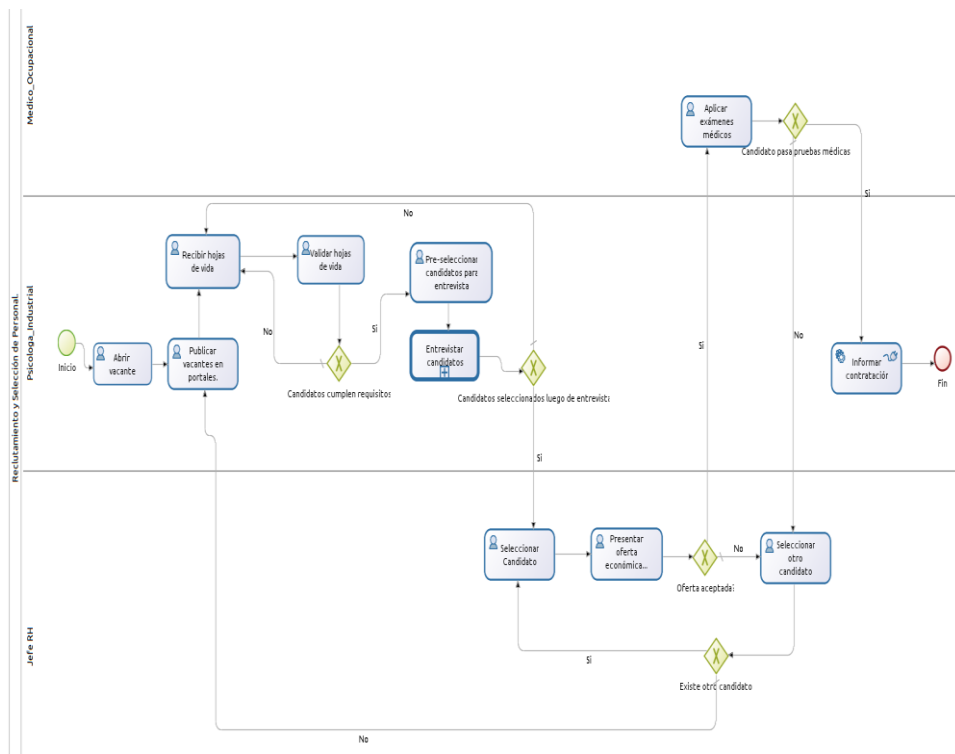 Reclutamiento y Selección de Personal.
Medico_Ocupacional
Aplicar
exámenes
médicos
Candidato pasa pruebas médicas
Si
No
Psicologa_Industrial
Inicio
Abrir
vacante
Publicar
vacantes en
portales.
Recibir hojas
de vida
Validar hojas
de vida
No
Candidatos cumplen requisitos
No
Si
Pre-seleccionar
candidatos para
entrevista
Entrevistar
candidatos
Candidatos seleccionados luego de entrevista
Si
Si
Informar
contratación
Fin
Jefe RH
Seleccionar
Candidato
Presentar
oferta
económica...
Oferta aceptada?
No
Seleccionar
otro
candidato
Existe otro candidato
Si
No